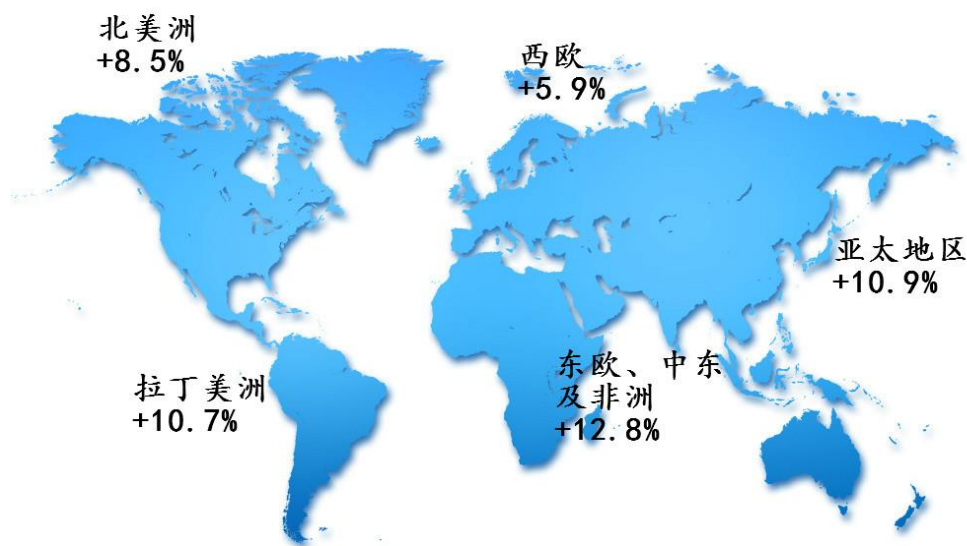 北美洲
+8.5%
西欧
+5.9%
亚太地区
+10.9%
拉丁美洲
+10.7%
东欧、中东
及非洲
+12.8%